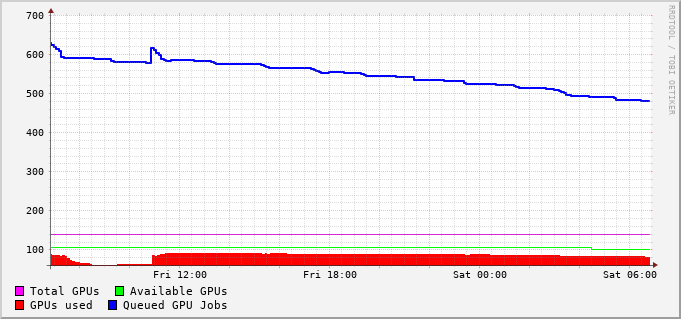 700
600
500
400
300
200
100
Fri 12:00 Fri 18:00 Sat 00:00 Sat 06:00
Total GPUs Available GPUs
GPUs used Queued GPU Jobs
RRDTOOL / TOBI OETIKER